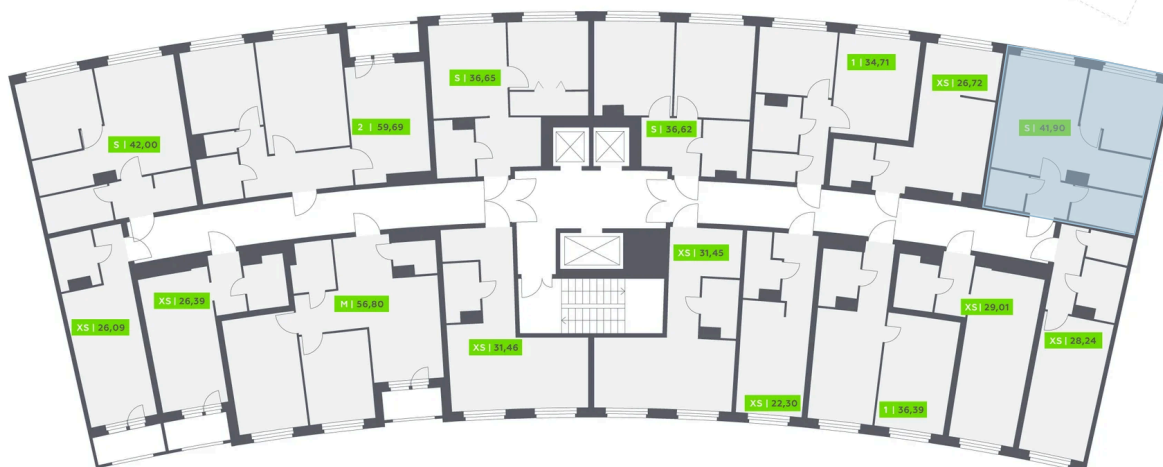 S | 42,00
2 | 59,69
S | 36,65
S | 36,62
1 | 34,71
XS | 26,72
S | 41,90
XS | 26,09
XS | 26,39
M | 56,80
XS | 31,46
XS | 31,45
XS | 22,30
1 | 36,39
XS | 29,01
XS | 28,24